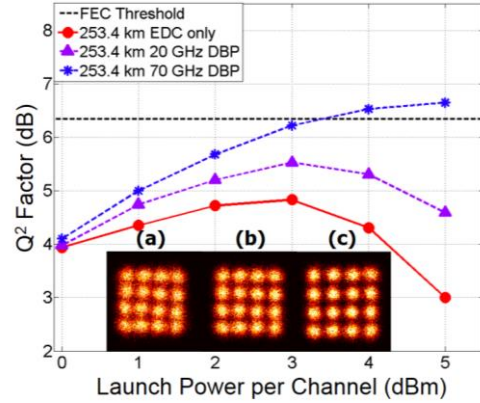 FEC Threshold
253.4 km EDC only
253.4 km 20 GHz DBP
253.4 km 70 GHz DBP
8
7
6
5
4
3
2
Q² Factor (dB)
(a) (b) (c)
0 1 2 3 4 5
Launch Power per Channel (dBm)